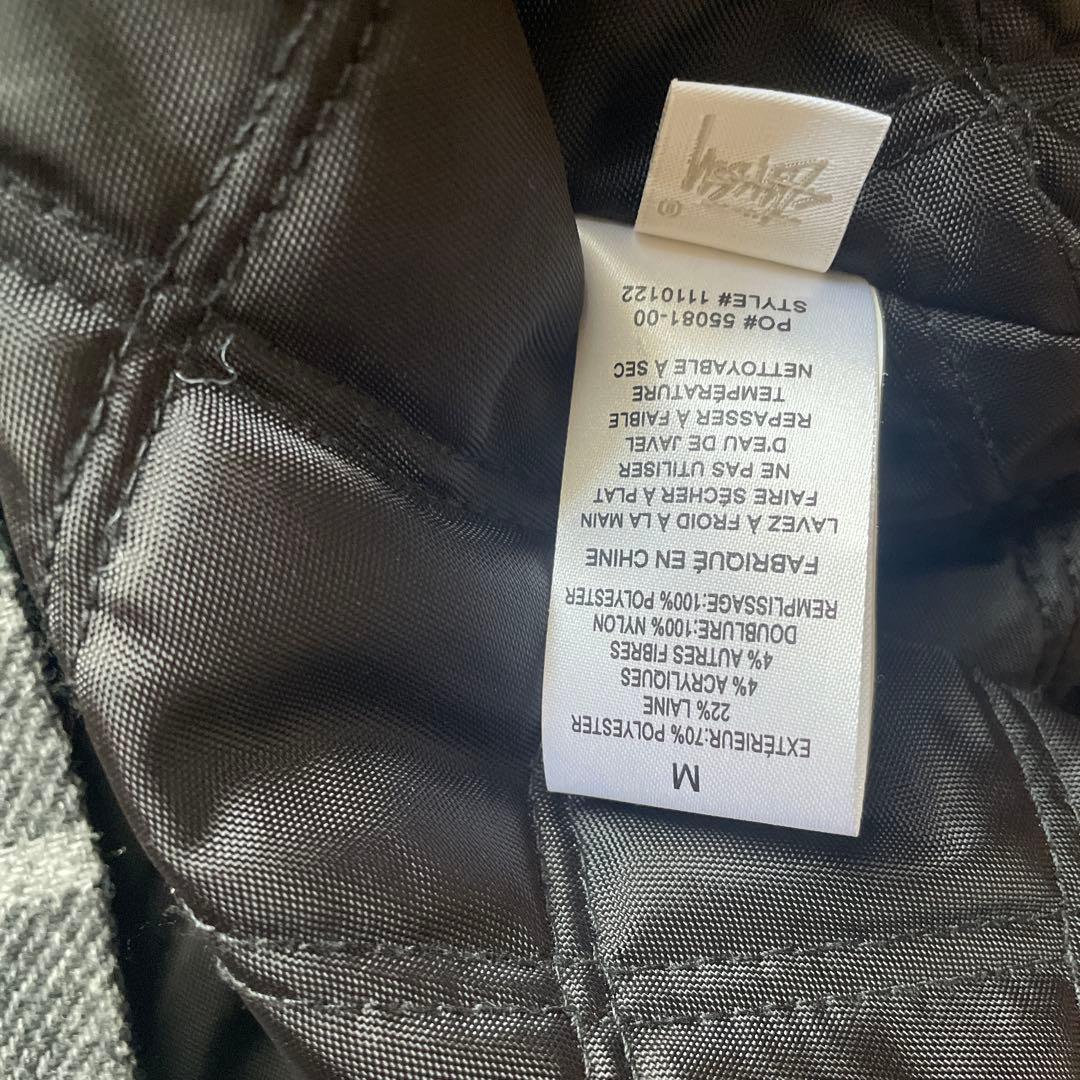 M
EXTÉRIEUR:70% POLYESTER
22% LAINE
4% ACRYLIQUES
4% AUTRES FIBRES
DOUBLURE:100% NYLON
REMPLISSAGE:100% POLYESTER
FABRIQUÉ EN CHINE
LAVEZ À FROID À LA MAIN
FAIRE SÉCHER À PLAT
NE PAS UTILISER
D'EAU DE JAVEL
REPASSER À FAIBLE
TEMPÉRATURE
NETTOYABLE À SEC
PO# 55081-00
STYLE# 1110122
Stüssy
®